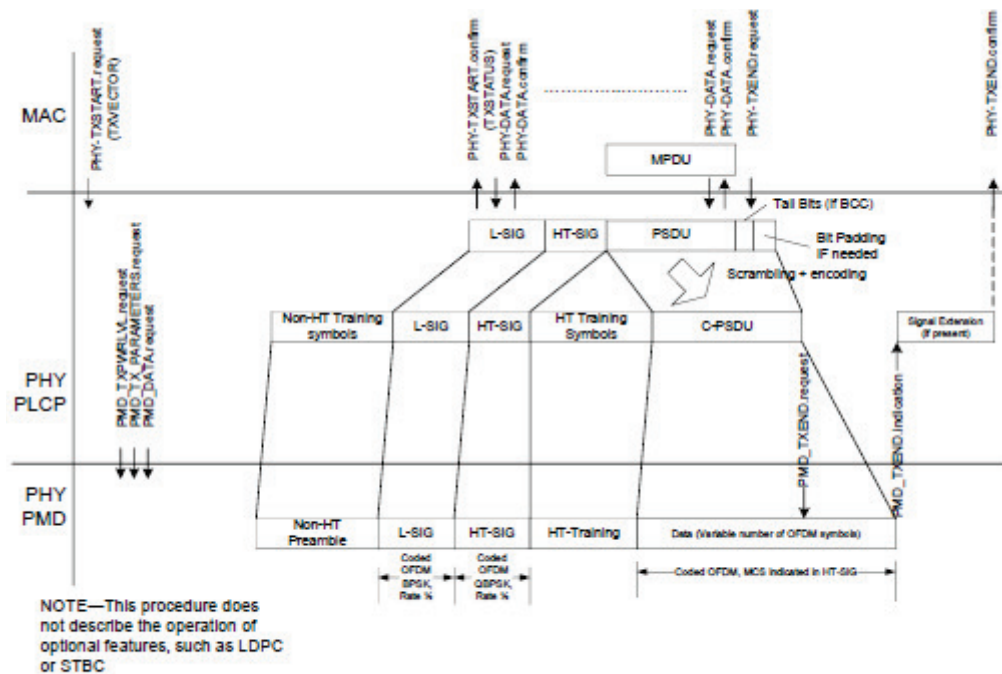 PHY-TXSTART.request
(TXVECTOR)
PHY-TXSTART.confirm
(TXSTATUS)
PHY-DATA.request
PHY-DATA.confirm
PHY-DATA.request
PHY-DATA.confirm
PHY-TXEND.request
PHY-TXEND.confirm
MAC
MPDU
Tail Bits (if BCC)
L-SIG
HT-SIG
PSDU
Bit Padding
IF needed
Scrambling + encoding
PMD_TXPWRLVL.request
PMD_TX_PARAMETERS.request
PMD_DATA.request
Non-HT Training
symbols
L-SIG
HT-SIG
HT Training
Symbols
C-PSDU
Signal Extension
(If present)
PHY
PLCP
PMD_TXEND.request
PMD_TXEND.indication
PHY
PMD
Non-HT
Preamble
L-SIG
HT-SIG
HT-Training
Data (Variable number of OFDM symbols)
Coded
OFDM
BPSK,
Rate ½
Coded
OFDM
QBPSK,
Rate ½
Coded OFDM, MCS indicated in HT-SIG
NOTE—This procedure does
not describe the operation of
optional features, such as LDPC
or STBC